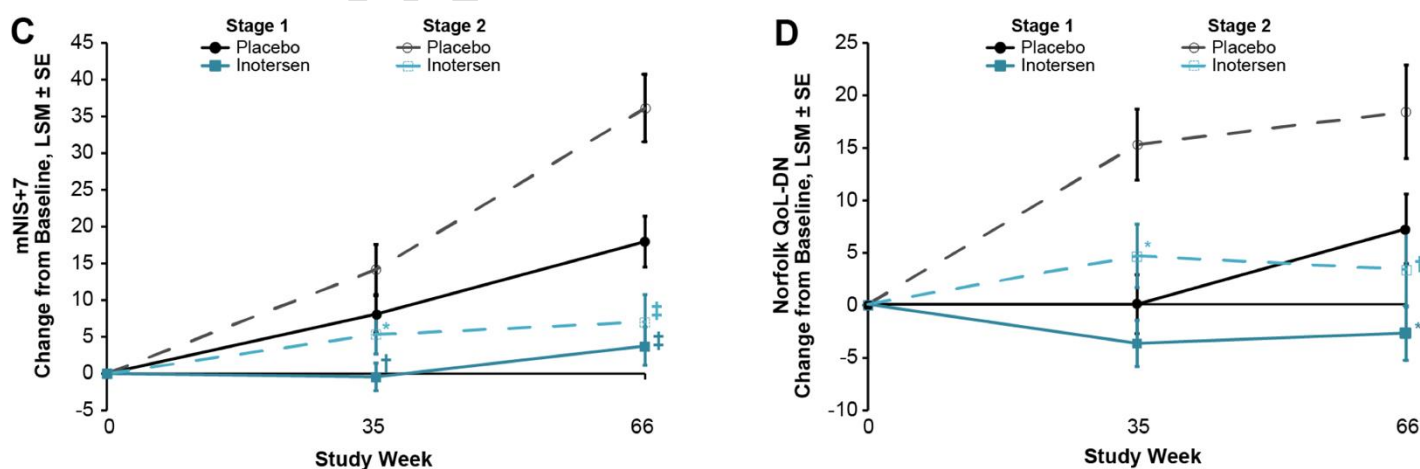 C
Stage 1
Stage 2
Placebo
Placebo
Inotersen
Inotersen
mNIS+7
Change from Baseline, LSM ± SE
45
40
35
30
25
20
15
10
5
0
-5
*
†
‡
‡
0
35
66
Study Week
D
Stage 1
Stage 2
Placebo
Placebo
Inotersen
Inotersen
Norfolk QoL-DN
Change from Baseline, LSM ± SE
25
20
15
10
5
0
-5
-10
*
†
*
0
35
66
Study Week